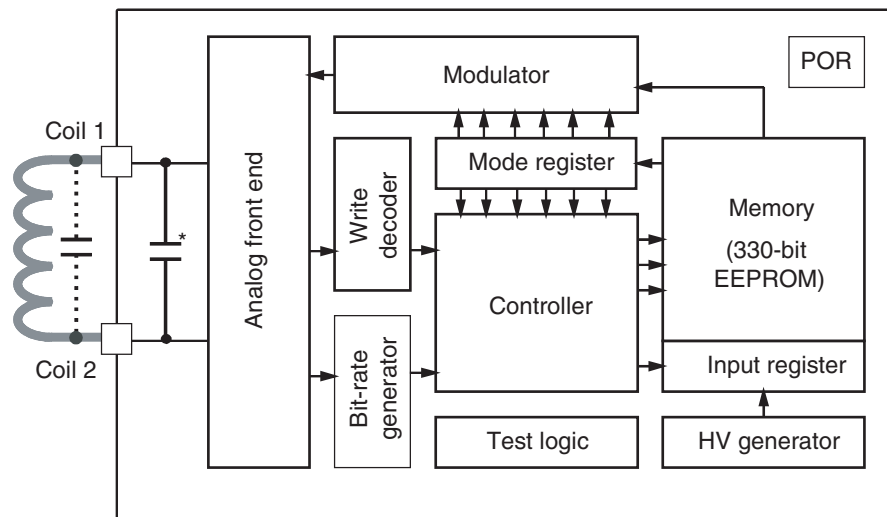 POR
Modulator
Coil 1
Mode register
Write
decoder
Memory
(330-bit
EEPROM)
*
Analog front end
Controller
Coil 2
Bit-rate
generator
Input register
Test logic
HV generator